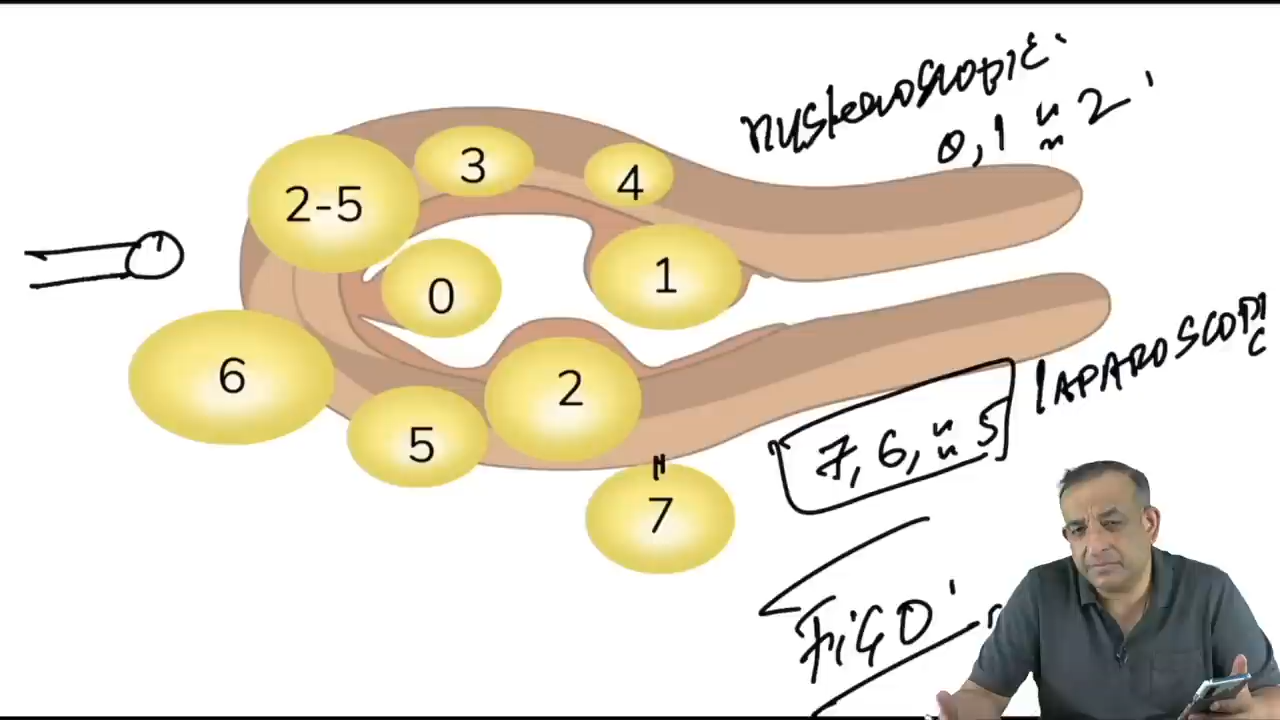 HYSteroscopic
0, 1 " 2
3
4
2-5
1
0
6
2
5
7
LAPAROSCOPIC
7, 6, " 5
FIGO